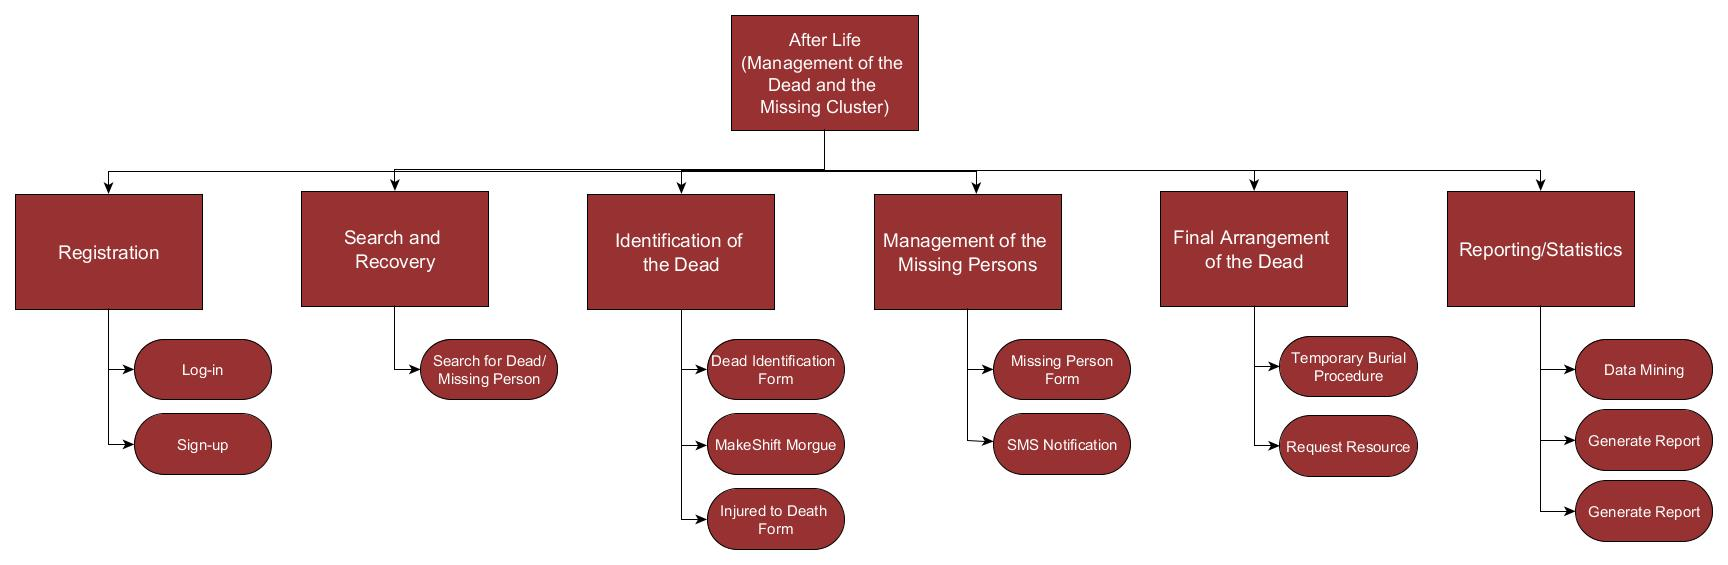 After Life
(Management of the
Dead and the
Missing Cluster)
Registration
Search and
Recovery
Identification of
the Dead
Management of the
Missing Persons
Final Arrangement
of the Dead
Reporting/Statistics
Log-in
Sign-up
Search for Dead/
Missing Person
Dead Identification
Form
MakeShift Morgue
Injured to Death
Form
Missing Person
Form
SMS Notification
Temporary Burial
Procedure
Request Resource
Data Mining
Generate Report
Generate Report